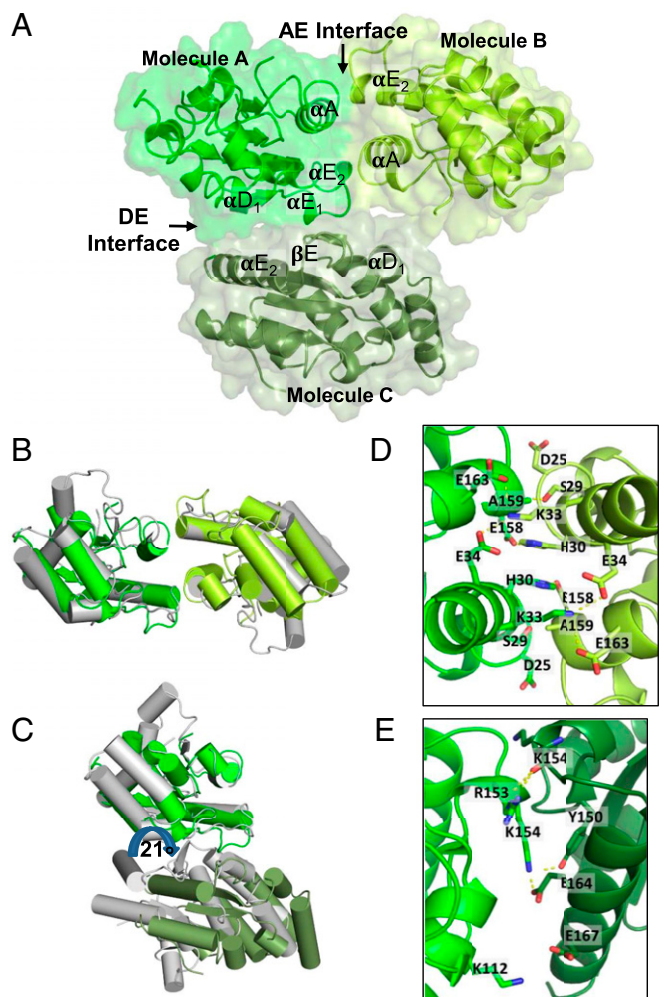 A
AE Interface
Molecule A
Molecule B
αE2
αA
αA
αE2
αD1
αE1
DE
Interface
αE2
βE
αD1
Molecule C
B
D
D25
E163
S29
A159
K33
E158
E34
H30
E34
H30
E158
K33
A159
S29
E163
D25
C
21°
E
K154
R153
K154
Y150
E164
E167
K112